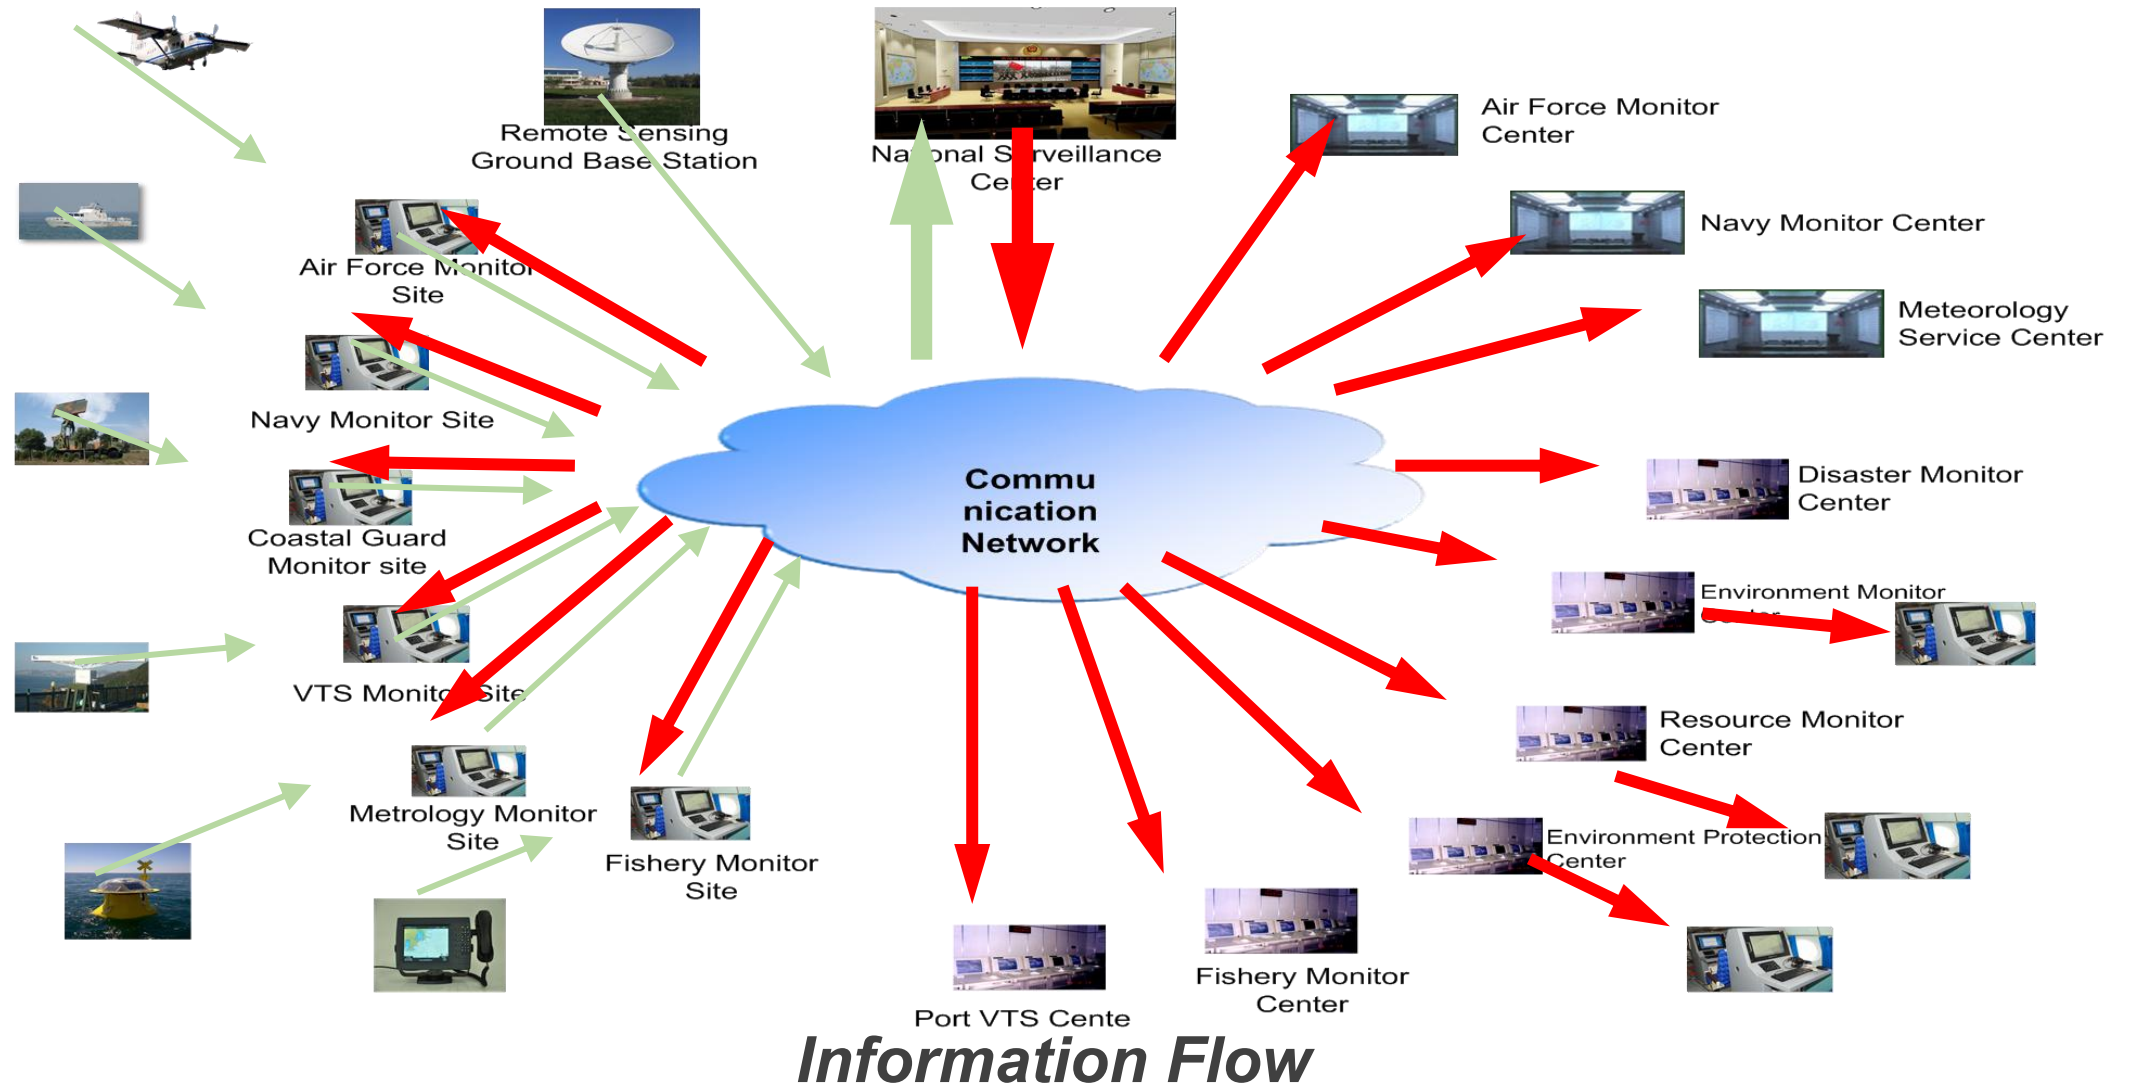 Remote Sensing
Ground Base Station
National Surveillance
Center
Air Force Monitor
Center
Navy Monitor Center
Meteorology
Service Center
Air Force Monitor
Site
Navy Monitor Site
Coastal Guard
Monitor site
VTS Monitor Site
Metrology Monitor
Site
Fishery Monitor
Site
Commu
nication
Network
Disaster Monitor
Center
Environment Monitor
Center
Resource Monitor
Center
Environment Protection
Center
Fishery Monitor
Center
Port VTS Cente
Information Flow